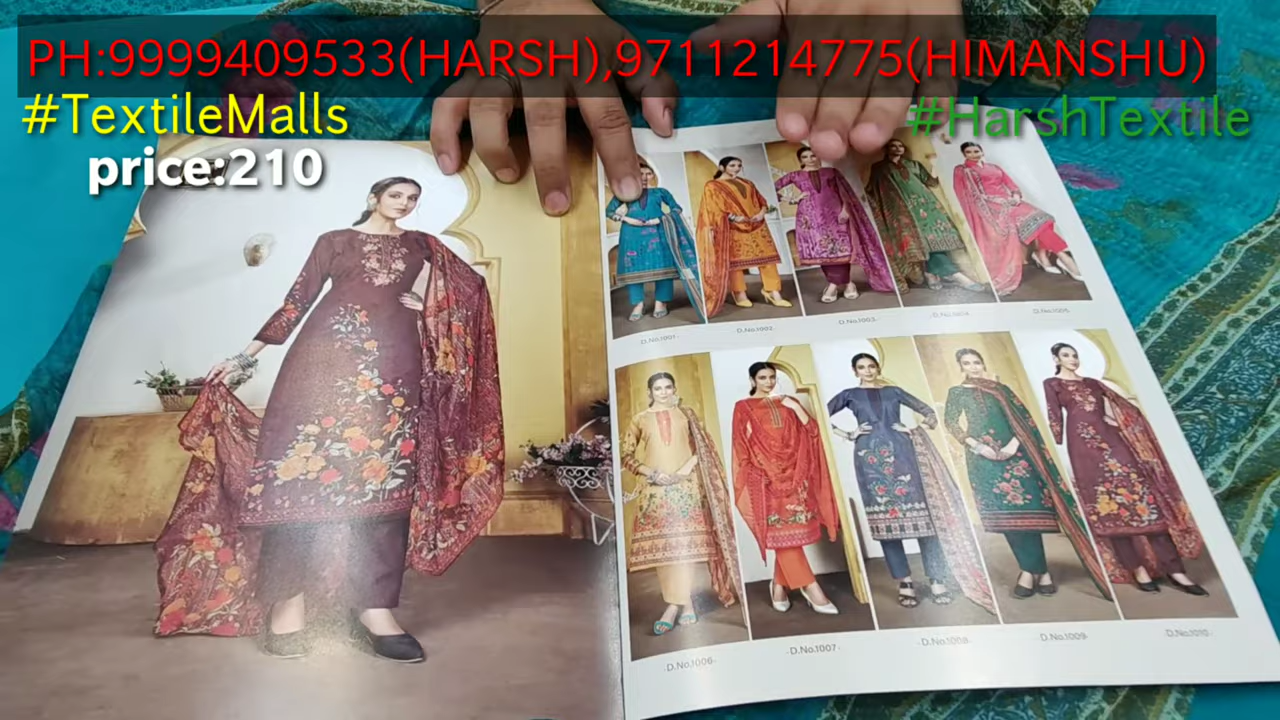 PH:9999409533(HARSH),9711214775(HIMANSHU)
#TextileMalls
#HarshTextile
price:210
-D.No.1001-
-D.No.1002-
-D.No.1003-
-D.No.1004-
-D.No.1005-
-D.No.1006-
-D.No.1007-
-D.No.1008-
-D.No.1009-
-D.No.1010-